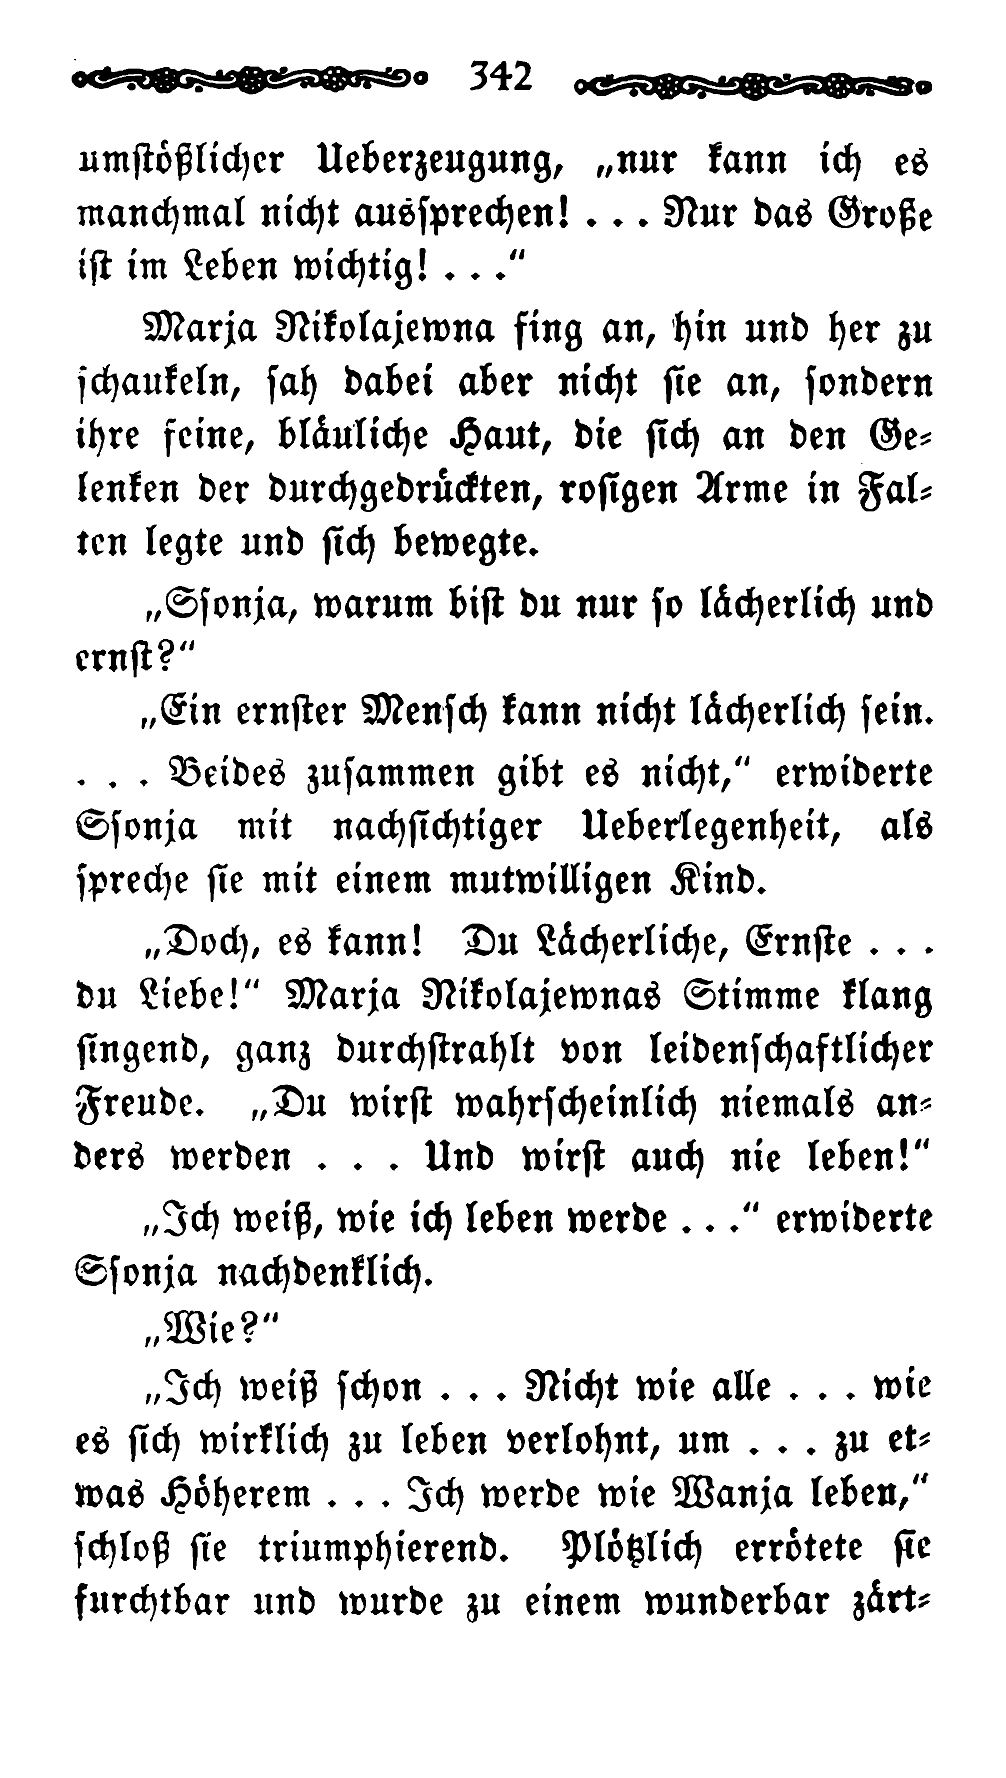 342
umstößlicher Ueberzeugung, „nur kann ich es
manchmal nicht aussprechen! . . . Nur das Große
ist im Leben wichtig! . . .“
Marja Nikolajewna fing an, hin und her zu
schaukeln, sah dabei aber nicht sie an, sondern
ihre feine, bläuliche Haut, die sich an den Ge-
lenken der durchgedrückten, rosigen Arme in Fal-
ten legte und sich bewegte.
„Ssonja, warum bist du nur so lächerlich und
ernst?“
„Ein ernster Mensch kann nicht lächerlich sein.
. . . Beides zusammen gibt es nicht,“ erwiderte
Ssonja mit nachsichtiger Ueberlegenheit, als
spreche sie mit einem mutwilligen Kind.
„Doch, es kann! Du Lächerliche, Ernste . . .
du Liebe!“ Marja Nikolajewnas Stimme klang
singend, ganz durchstrahlt von leidenschaftlicher
Freude. „Du wirst wahrscheinlich niemals an-
ders werden . . . Und wirst auch nie leben!“
„Ich weiß, wie ich leben werde . . .“ erwiderte
Ssonja nachdenklich.
„Wie?“
„Ich weiß schon . . . Nicht wie alle . . . wie
es sich wirklich zu leben verlohnt, um . . . zu et-
was Höherem . . . Ich werde wie Wanja leben,“
schloß sie triumphierend. Plötzlich errötete sie
furchtbar und wurde zu einem wunderbar zärt-